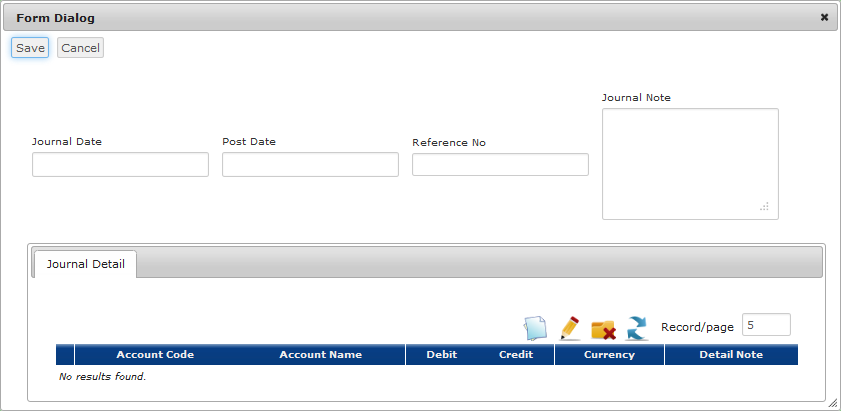 Form Dialog
Save Cancel
Journal Note
Journal Date Post Date Reference No
Journal Detail
Record/page 5
Account Code Account Name Debit Credit Currency Detail Note
No results found.